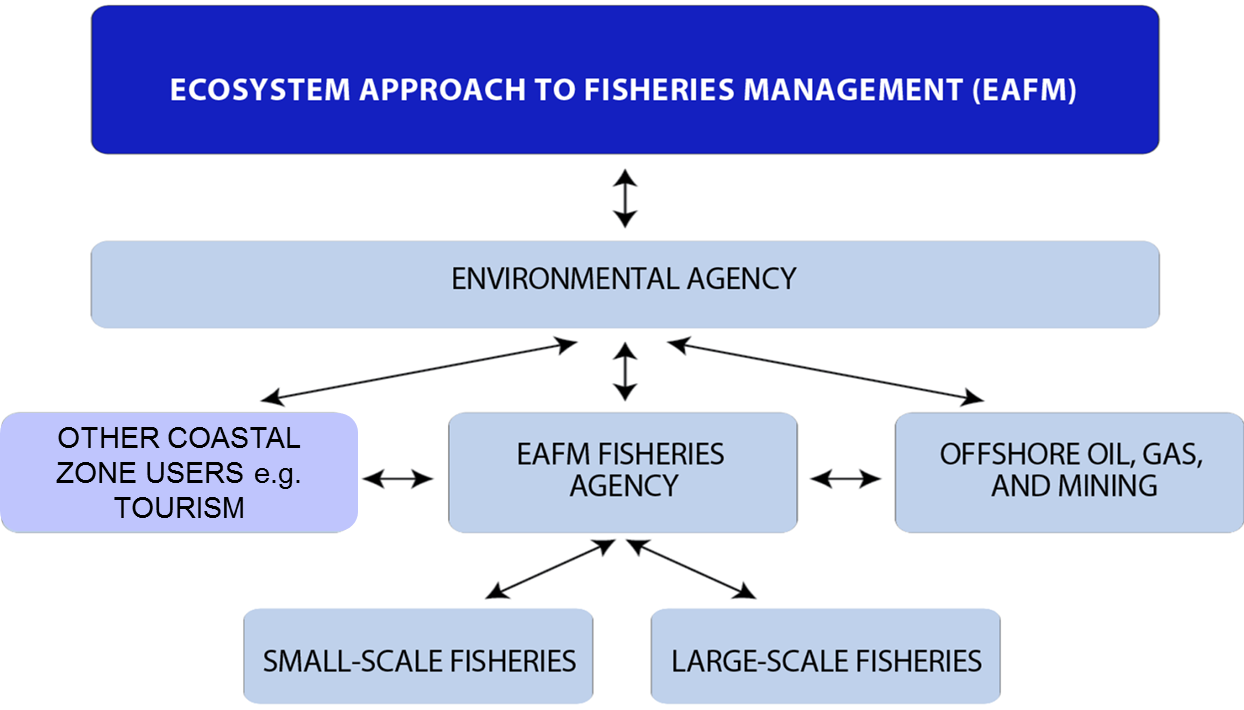 ECOSYSTEM APPROACH TO FISHERIES MANAGEMENT (EAFM)
ENVIRONMENTAL AGENCY
OTHER COASTAL
ZONE USERS e.g.
TOURISM
EAFM FISHERIES
AGENCY
OFFSHORE OIL, GAS,
AND MINING
SMALL-SCALE FISHERIES
LARGE-SCALE FISHERIES